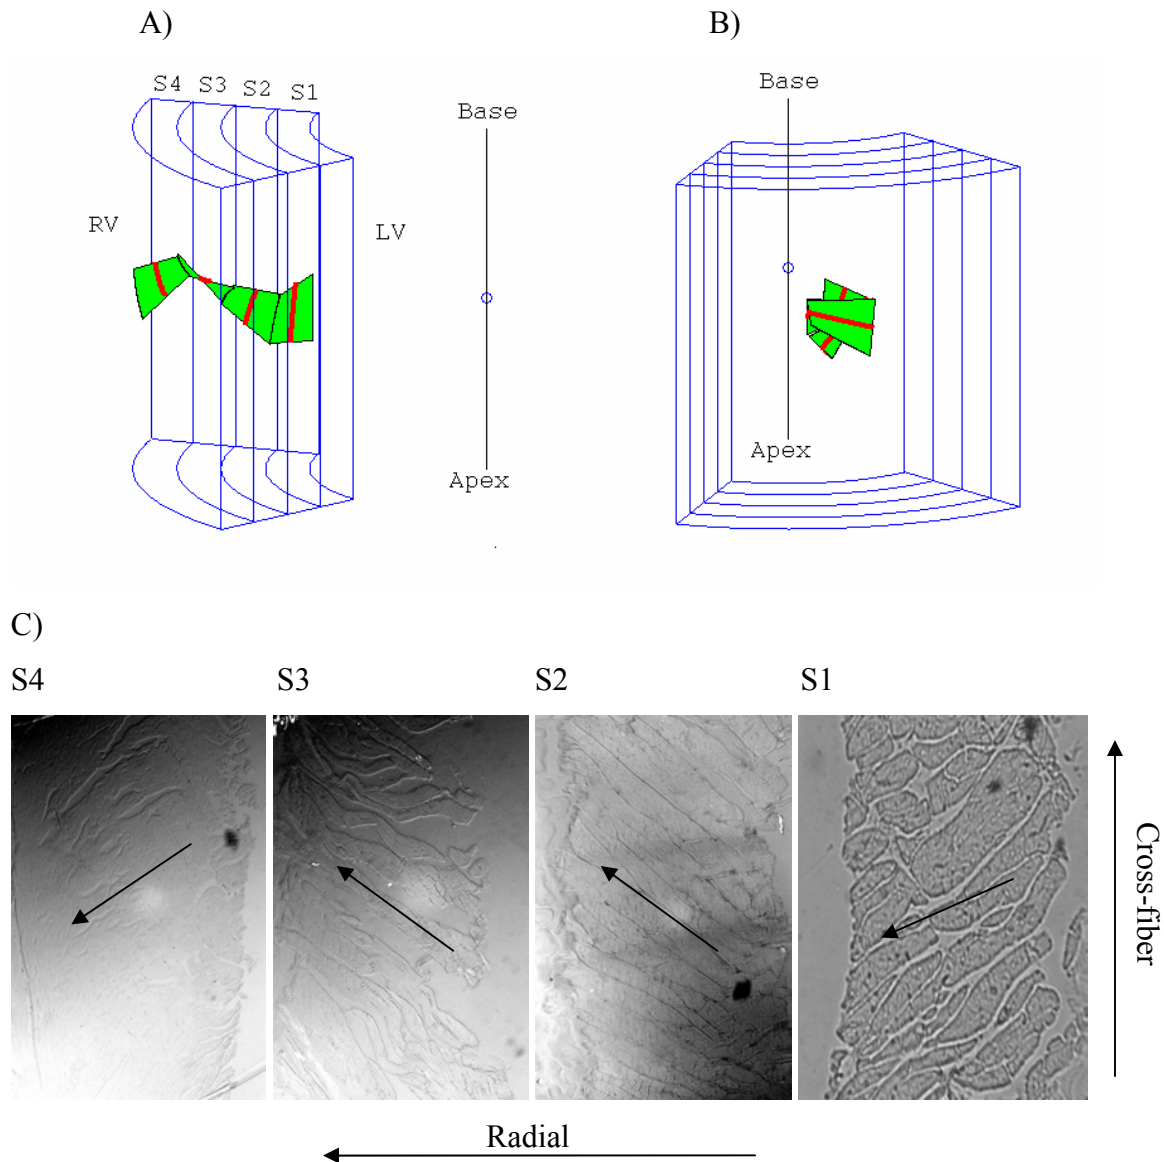 A)
B)
S4 S3 S2 S1
Base
Base
RV
LV
Apex
Apex
C)
S4
S3
S2
S1
Cross-fiber
Radial